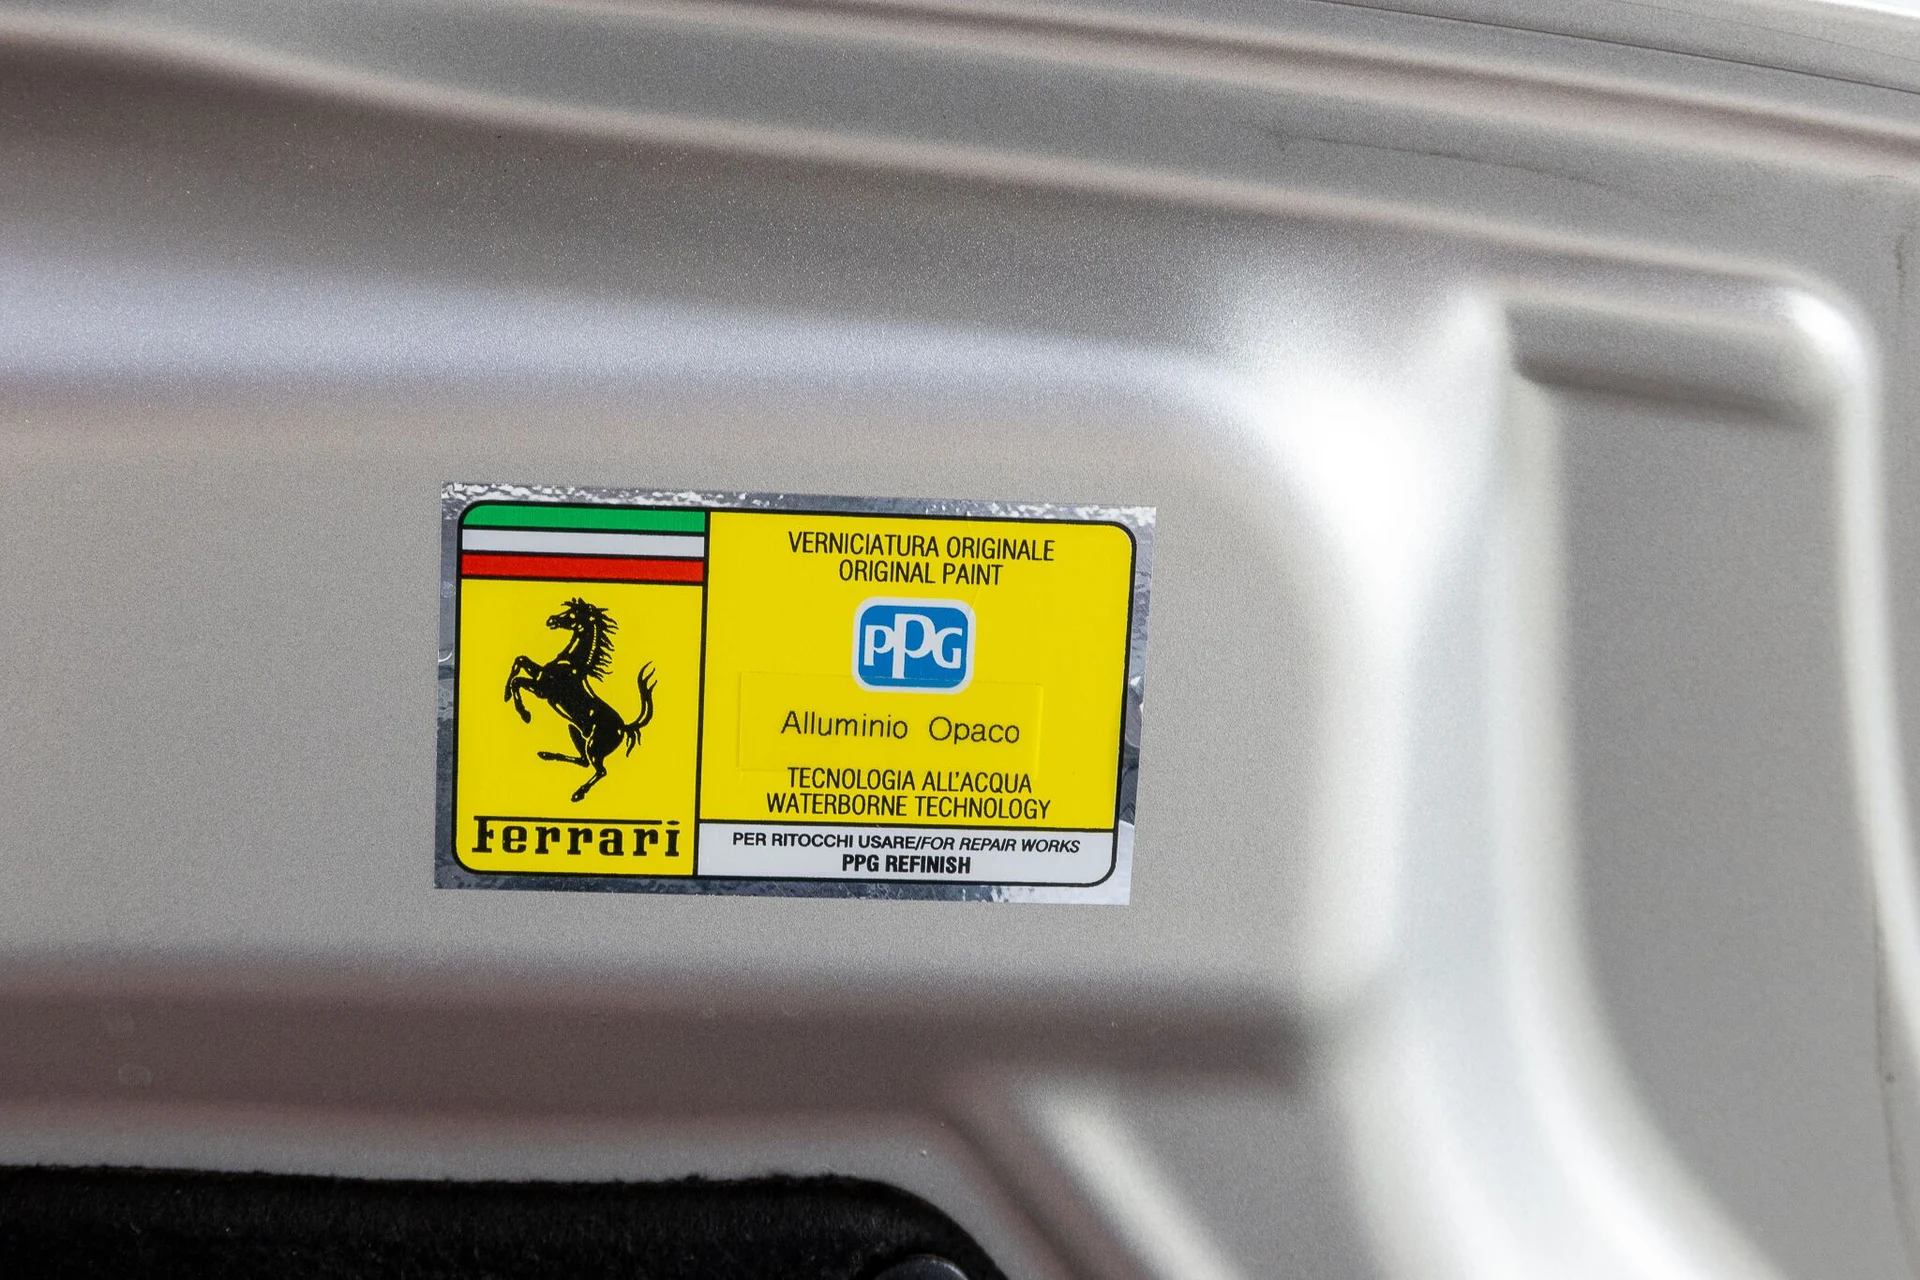 Ferrari
VERNICIATURA ORIGINALE
ORIGINAL PAINT
PPG
Alluminio Opaco
TECNOLOGIA ALL'ACQUA
WATERBORNE TECHNOLOGY
PER RITOCCHI USARE/FOR REPAIR WORKS
PPG REFINISH